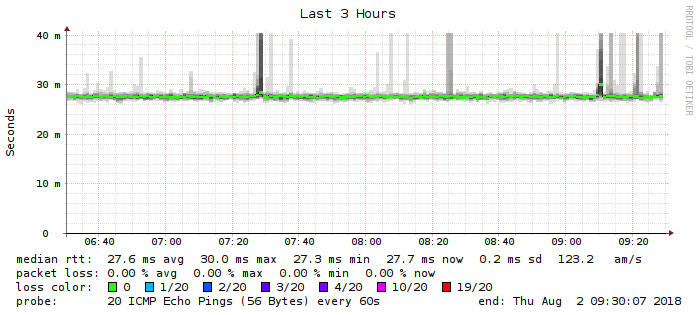 Last 3 Hours
RRDTOOL / TOBI OETIKER
Seconds
40 m
30 m
20 m
10 m
0
06:40 07:00 07:20 07:40 08:00 08:20 08:40 09:00 09:20
median rtt: 27.6 ms avg 30.0 ms max 27.3 ms min 27.7 ms now 0.2 ms sd 123.2 am/s
packet loss: 0.00 % avg 0.00 % max 0.00 % min 0.00 % now
loss color: 0 1/20 2/20 3/20 4/20 10/20 19/20
probe: 20 ICMP Echo Pings (56 Bytes) every 60s end: Thu Aug 2 09:30:07 2018